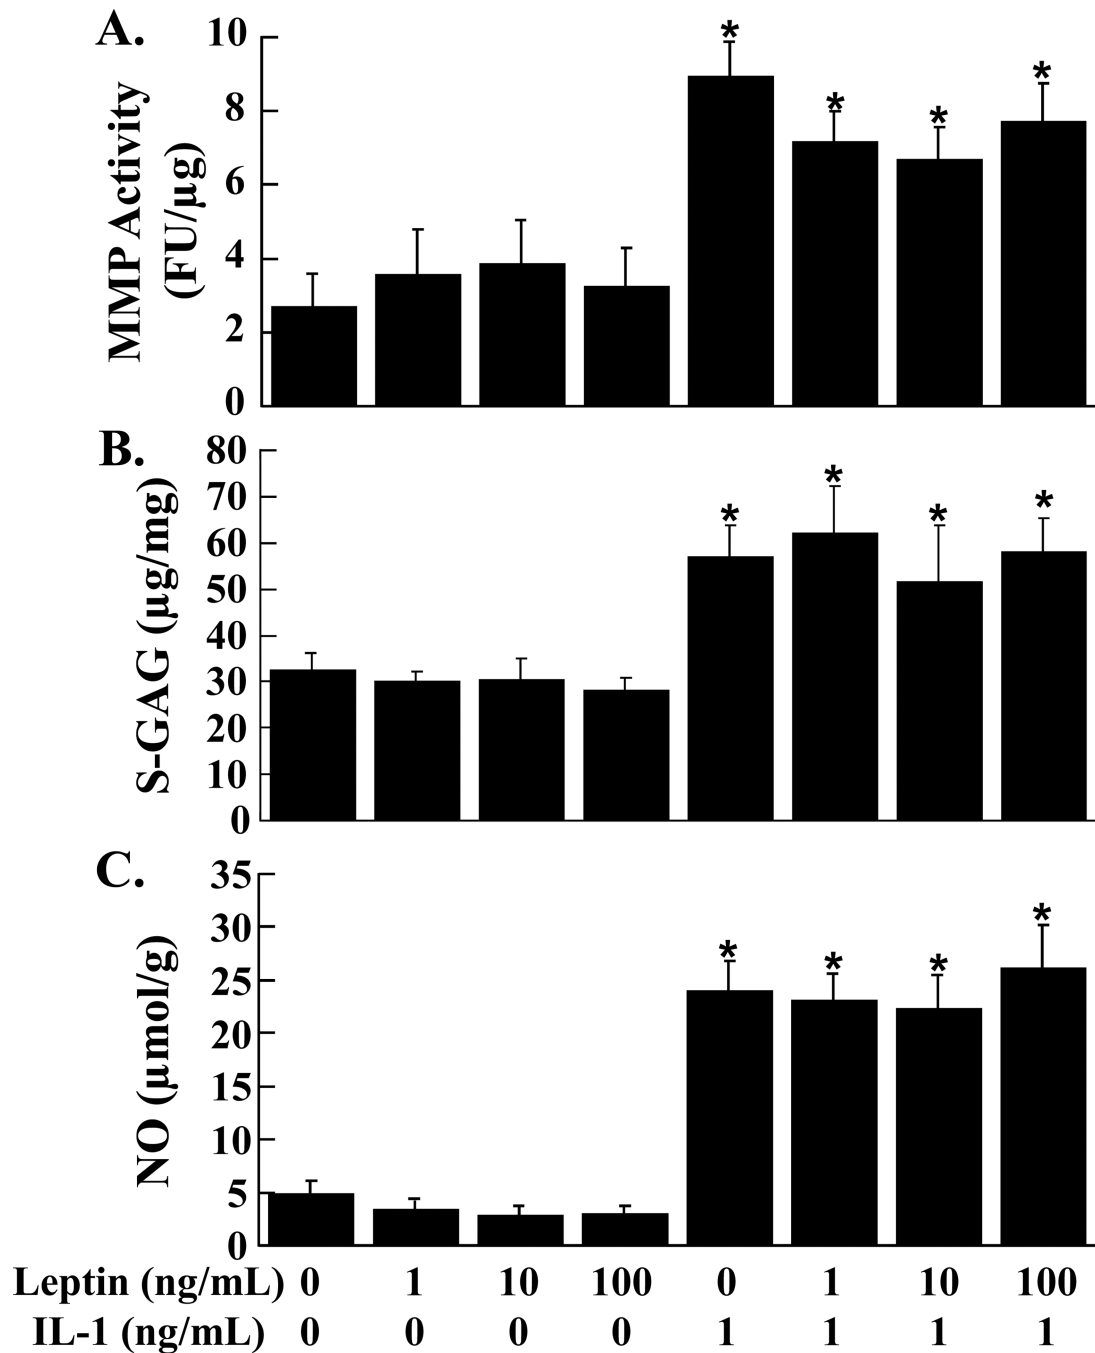 A.
MMP Activity
(FU/µg)
10
8
6
4
2
0
* * * *
B.
S-GAG (µg/mg)
80
70
60
50
40
30
20
10
0
* * * *
C.
NO (µmol/g)
35
30
25
20
15
10
5
0
* * * *
Leptin (ng/mL) 0 1 10 100 0 1 10 100
IL-1 (ng/mL) 0 0 0 0 1 1 1 1